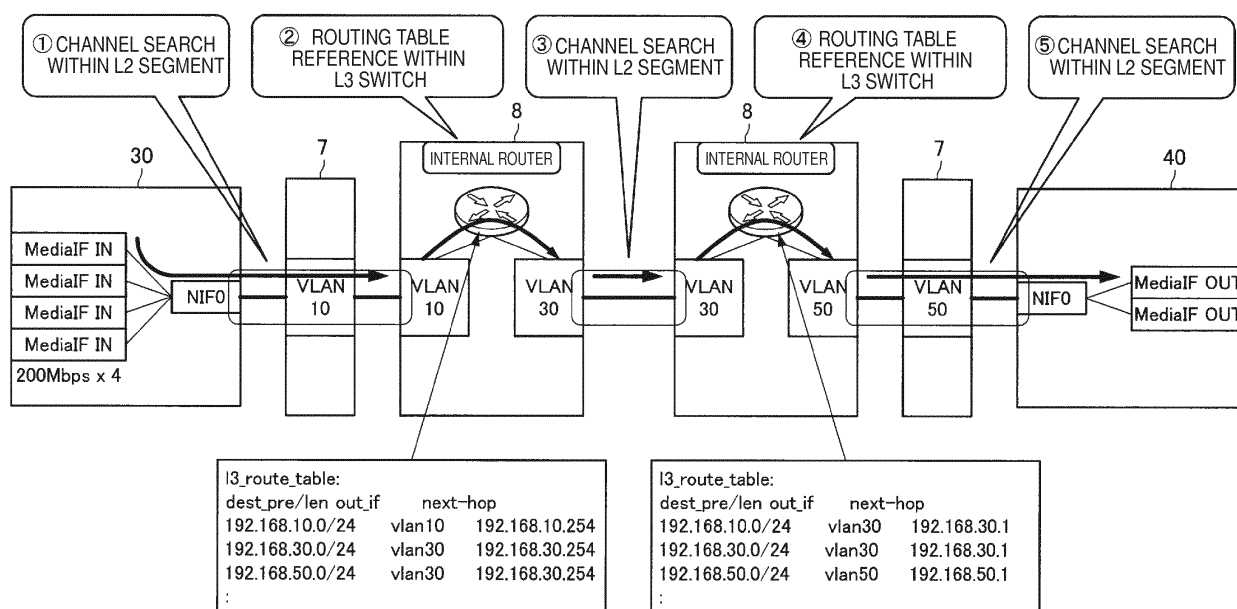 ① CHANNEL SEARCH
WITHIN L2 SEGMENT
② ROUTING TABLE
REFERENCE WITHIN
L3 SWITCH
③ CHANNEL SEARCH
WITHIN L2 SEGMENT
④ ROUTING TABLE
REFERENCE WITHIN
L3 SWITCH
⑤ CHANNEL SEARCH
WITHIN L2 SEGMENT
30
7
8
8
7
40
INTERNAL ROUTER
INTERNAL ROUTER
MediaIF IN
MediaIF IN
MediaIF IN
MediaIF IN
200Mbps x 4
NIF0
VLAN
10
VLAN
10
VLAN
30
VLAN
30
VLAN
50
VLAN
50
NIF0
MediaIF OUT
MediaIF OUT
l3_route_table:
dest_pre/len out_if next-hop
192.168.10.0/24 vlan10 192.168.10.254
192.168.30.0/24 vlan30 192.168.30.254
192.168.50.0/24 vlan30 192.168.30.254
:
l3_route_table:
dest_pre/len out_if next-hop
192.168.10.0/24 vlan30 192.168.30.1
192.168.30.0/24 vlan30 192.168.30.1
192.168.50.0/24 vlan50 192.168.50.1
: